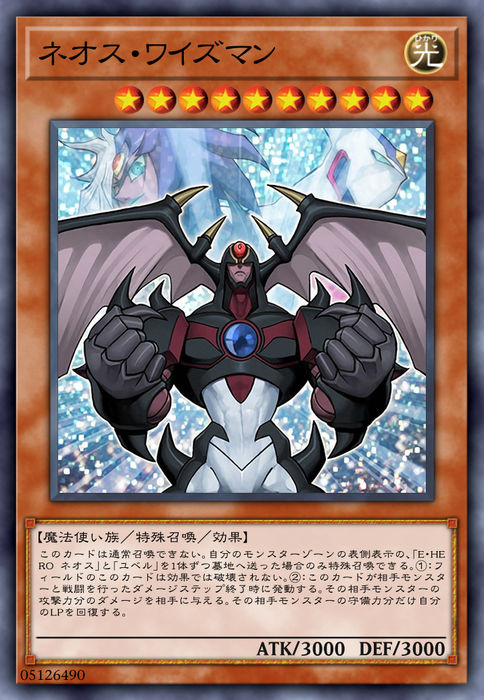 ネオス・ワイズマン
ひかり
光
【魔法使い族／特殊召喚／効果】
このカードは通常召喚できない。自分のモンスターゾーンの表側表示の、「E・HE
RO ネオス」と「ユベル」を1体ずつ墓地へ送った場合のみ特殊召喚できる。①：フ
ィールドのこのカードは効果では破壊されない。②：このカードが相手モンスタ
ーと戦闘を行ったダメージステップ終了時に発動する。その相手モンスターの
攻撃力分のダメージを相手に与える。その相手モンスターの守備力分だけ自分
のLPを回復する。
ATK/3000 DEF/3000
05126490